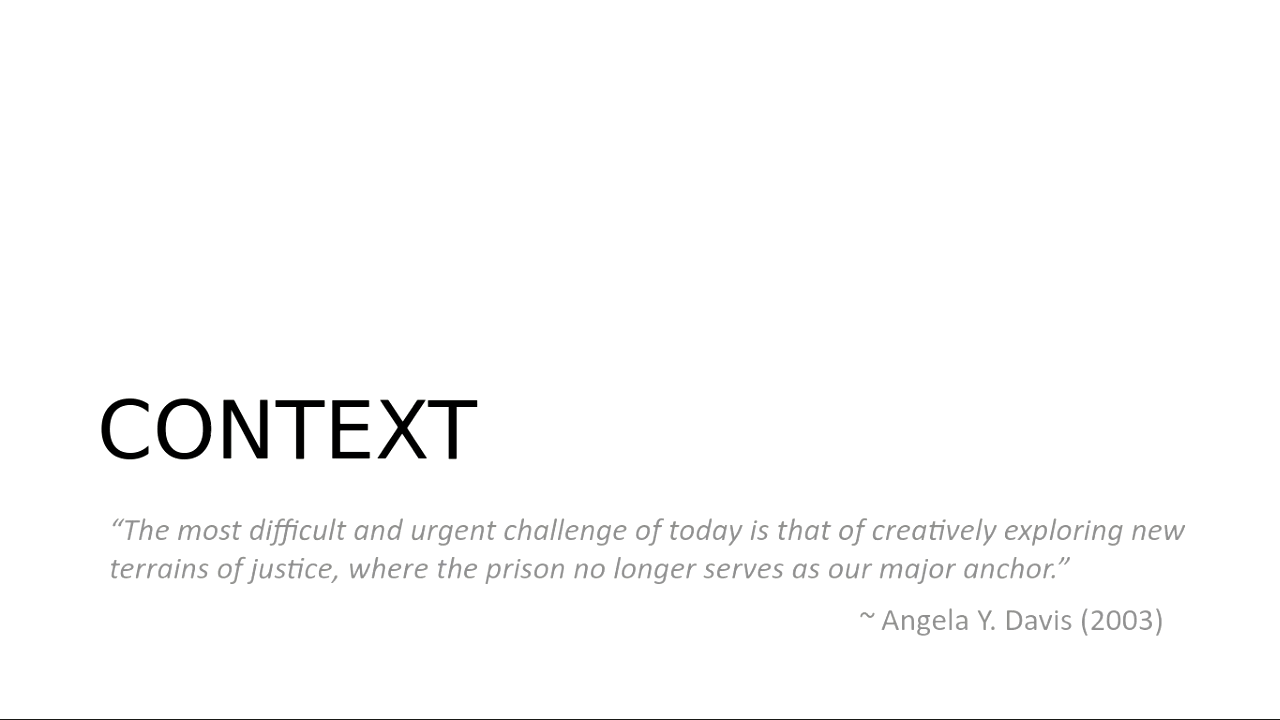 CONTEXT
“The most difficult and urgent challenge of today is that of creatively exploring new
terrains of justice, where the prison no longer serves as our major anchor.”
~ Angela Y. Davis (2003)